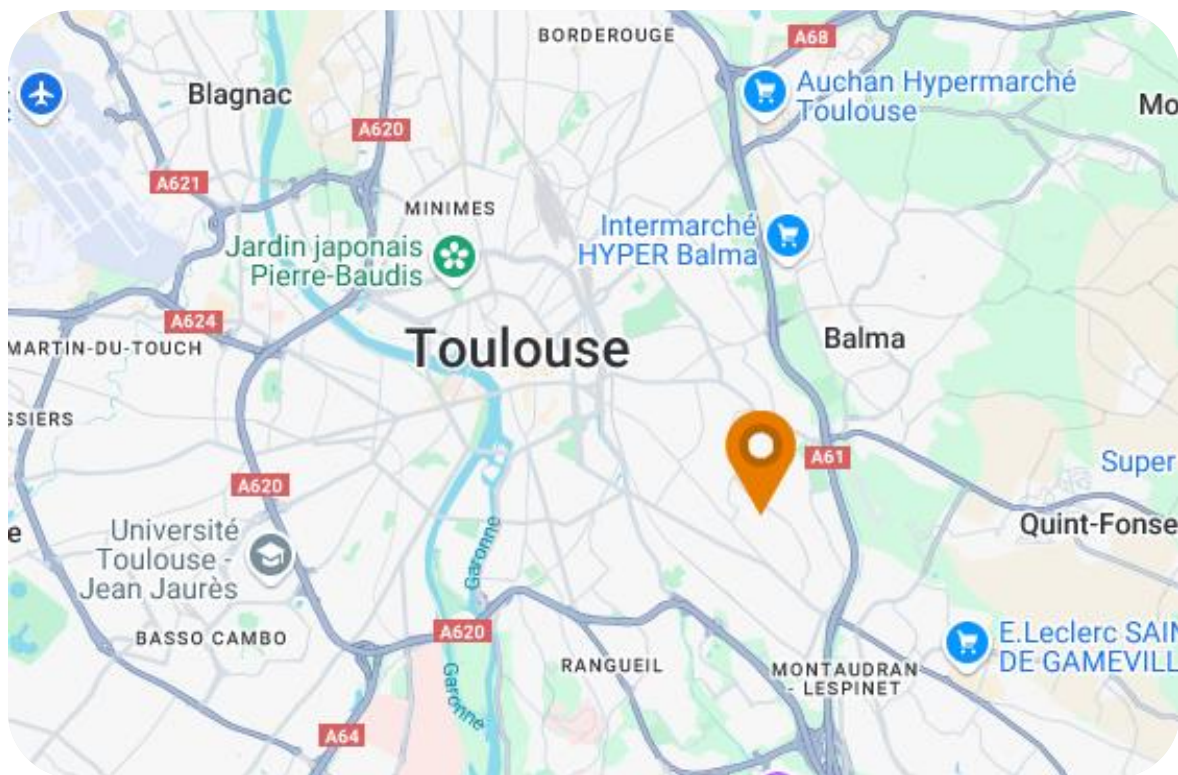 BORDEROUGE
A68
Blagnac
Auchan Hypermarché
Toulouse
Mo
A620
A621
MINIMES
Intermarché
HYPER Balma
Jardin japonais
Pierre-Baudis
A624
MARTIN-DU-TOUCH
Toulouse
Balma
SSIERS
A61
Super
A620
Université
Toulouse -
Jean Jaurès
Garonne
Quint-Fonse
e
BASSO CAMBO
A620
E.Leclerc SAIN
DE GAMEVILL
RANGUEIL
MONTAUDRAN
- LESPINET
Garonne
A64